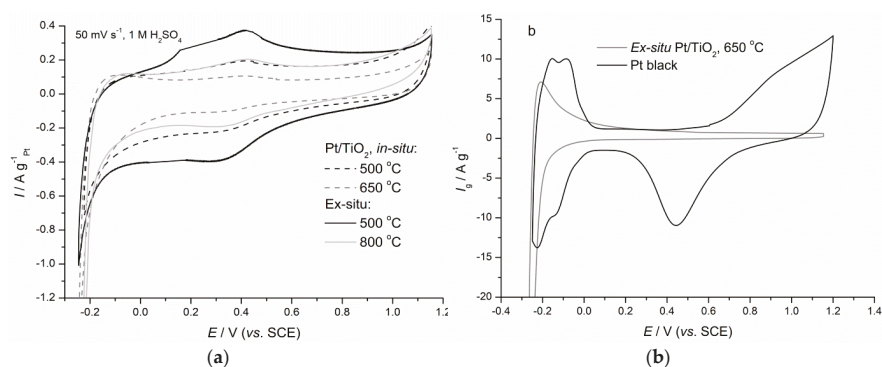 50 mV s⁻¹, 1 M H₂SO₄
I / A g⁻¹Pt
0.4
0.2
0.0
-0.2
-0.4
-0.6
-0.8
-1.0
-1.2
Pt/TiO₂, in-situ:
500 °C
650 °C
Ex-situ:
500 °C
800 °C
-0.2 0.0 0.2 0.4 0.6 0.8 1.0 1.2
E / V (vs. SCE)
(a)
b
Ex-situ Pt/TiO₂, 650 °C
Pt black
Ig / A g⁻¹
15
10
5
0
-5
-10
-15
-20
-0.4 -0.2 0.0 0.2 0.4 0.6 0.8 1.0 1.2 1.4
E / V (vs. SCE)
(b)